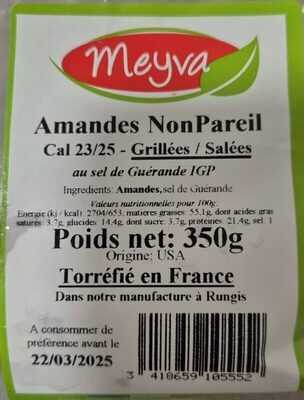 Meyva
Amandes NonPareil
Cal 23/25 - Grillées / Salées
au sel de Guérande IGP
Ingredients: Amandes,sel de Guérande
Valeurs nutritionnelles pour 100g:
Energie (kj / kcal): 2704/653, matières grasses: 55,1g, dont acides gras
saturés: 3,7g, glucides: 14,4g, dont sucre: 3,7g, protéines: 21,4g, sel: 1
Poids net: 350g
Origine: USA
Torréfié en France
Dans notre manufacture à Rungis
A consommer de
préférence avant le
22/03/2025
3 418659 105552